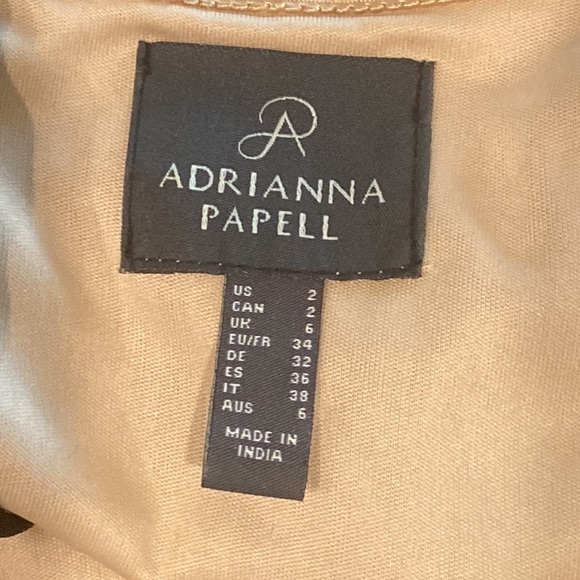 ADRIANNA
PAPELL
US 2
CAN 2
UK 6
EU/FR 34
DE 32
ES 36
IT 38
AUS 6
MADE IN
INDIA